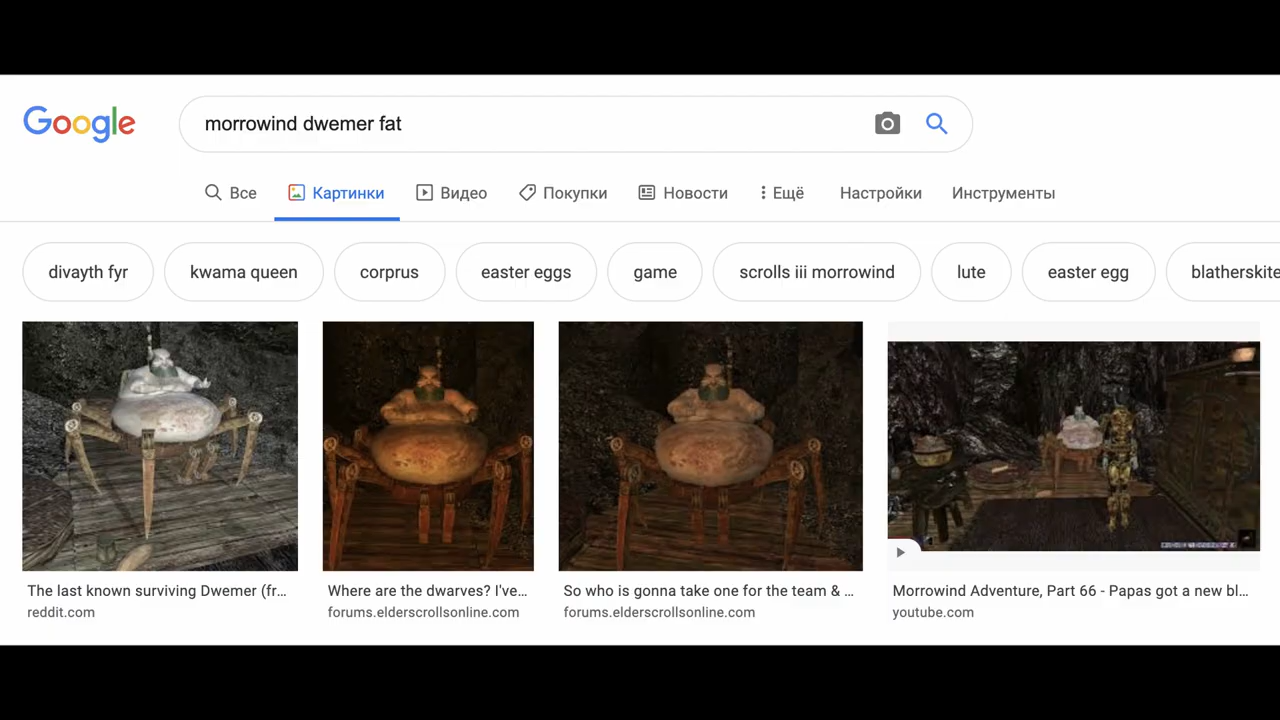 Google
morrowind dwemer fat
Все Картинки Видео Покупки Новости Ещё Настройки Инструменты
divayth fyr kwama queen corprus easter eggs game scrolls iii morrowind lute easter egg blatherskite
The last known surviving Dwemer (fr... Where are the dwarves? I've... So who is gonna take one for the team & ... Morrowind Adventure, Part 66 - Papas got a new bl...
reddit.com forums.elderscrollsonline.com forums.elderscrollsonline.com youtube.com